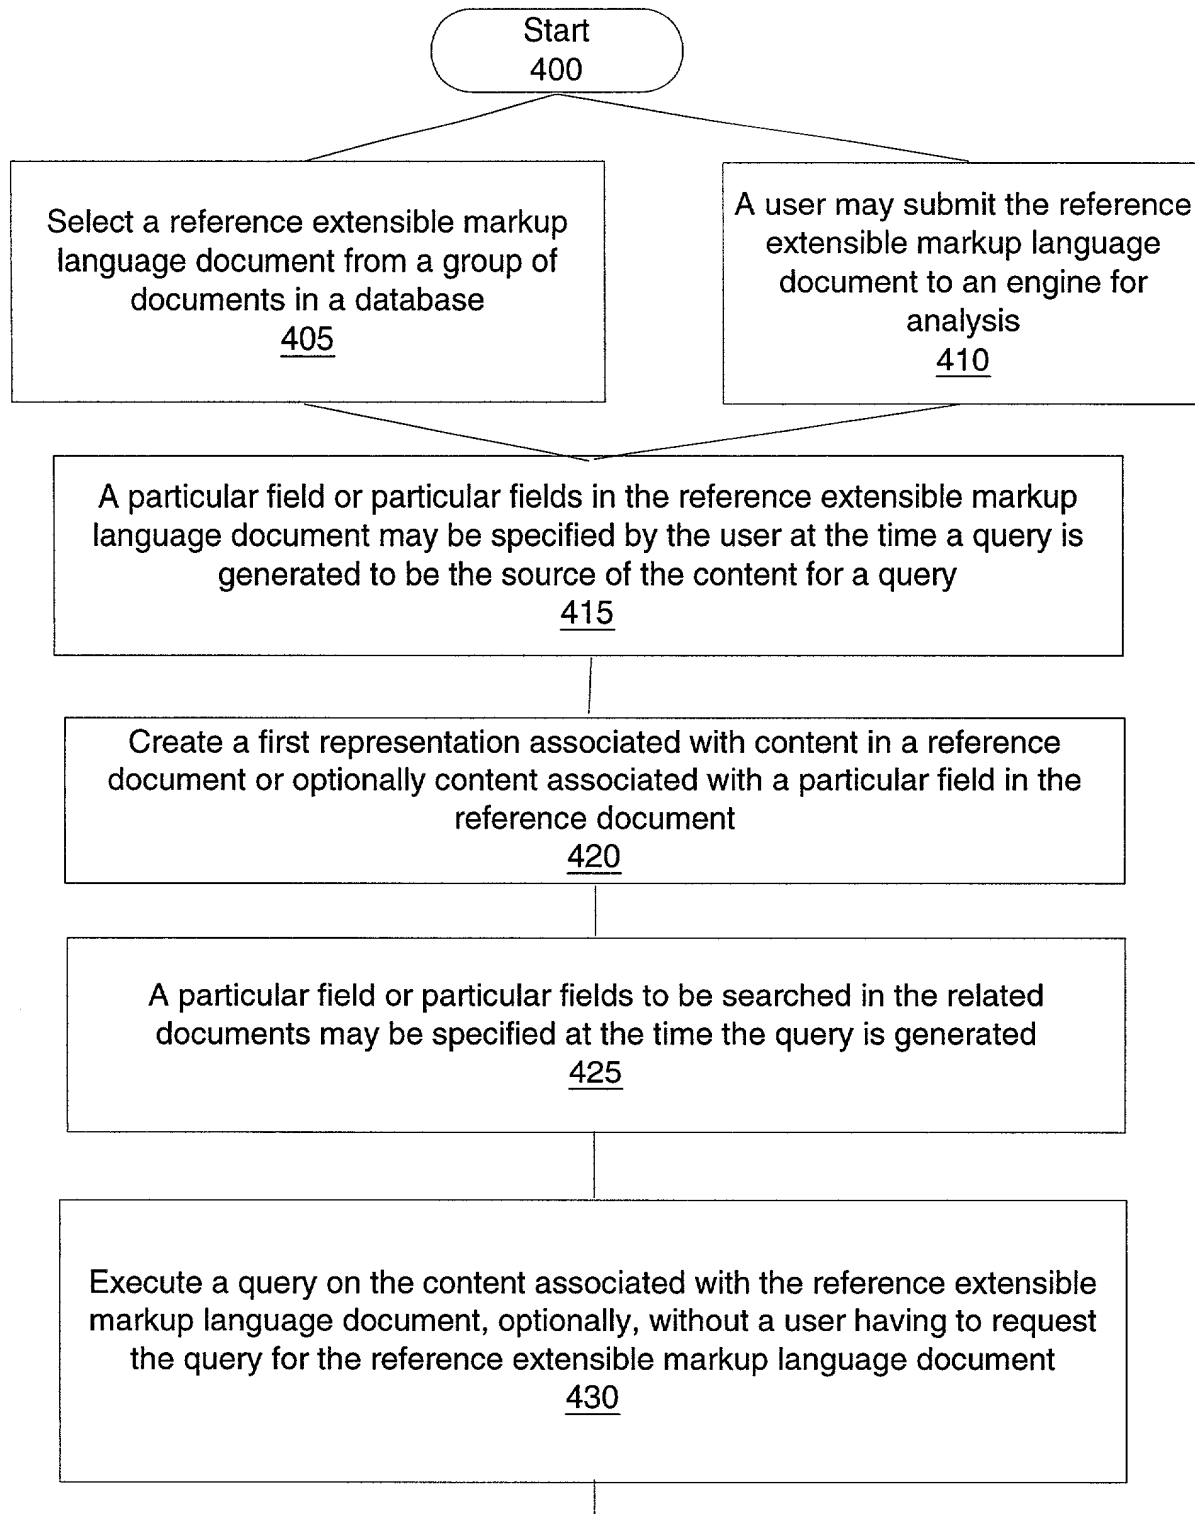 Start
400
Select a reference extensible markup
language document from a group of
documents in a database
405
A user may submit the reference
extensible markup language
document to an engine for
analysis
410
A particular field or particular fields in the reference extensible markup
language document may be specified by the user at the time a query is
generated to be the source of the content for a query
415
Create a first representation associated with content in a reference
document or optionally content associated with a particular field in the
reference document
420
A particular field or particular fields to be searched in the related
documents may be specified at the time the query is generated
425
Execute a query on the content associated with the reference extensible
markup language document, optionally, without a user having to request
the query for the reference extensible markup language document
430